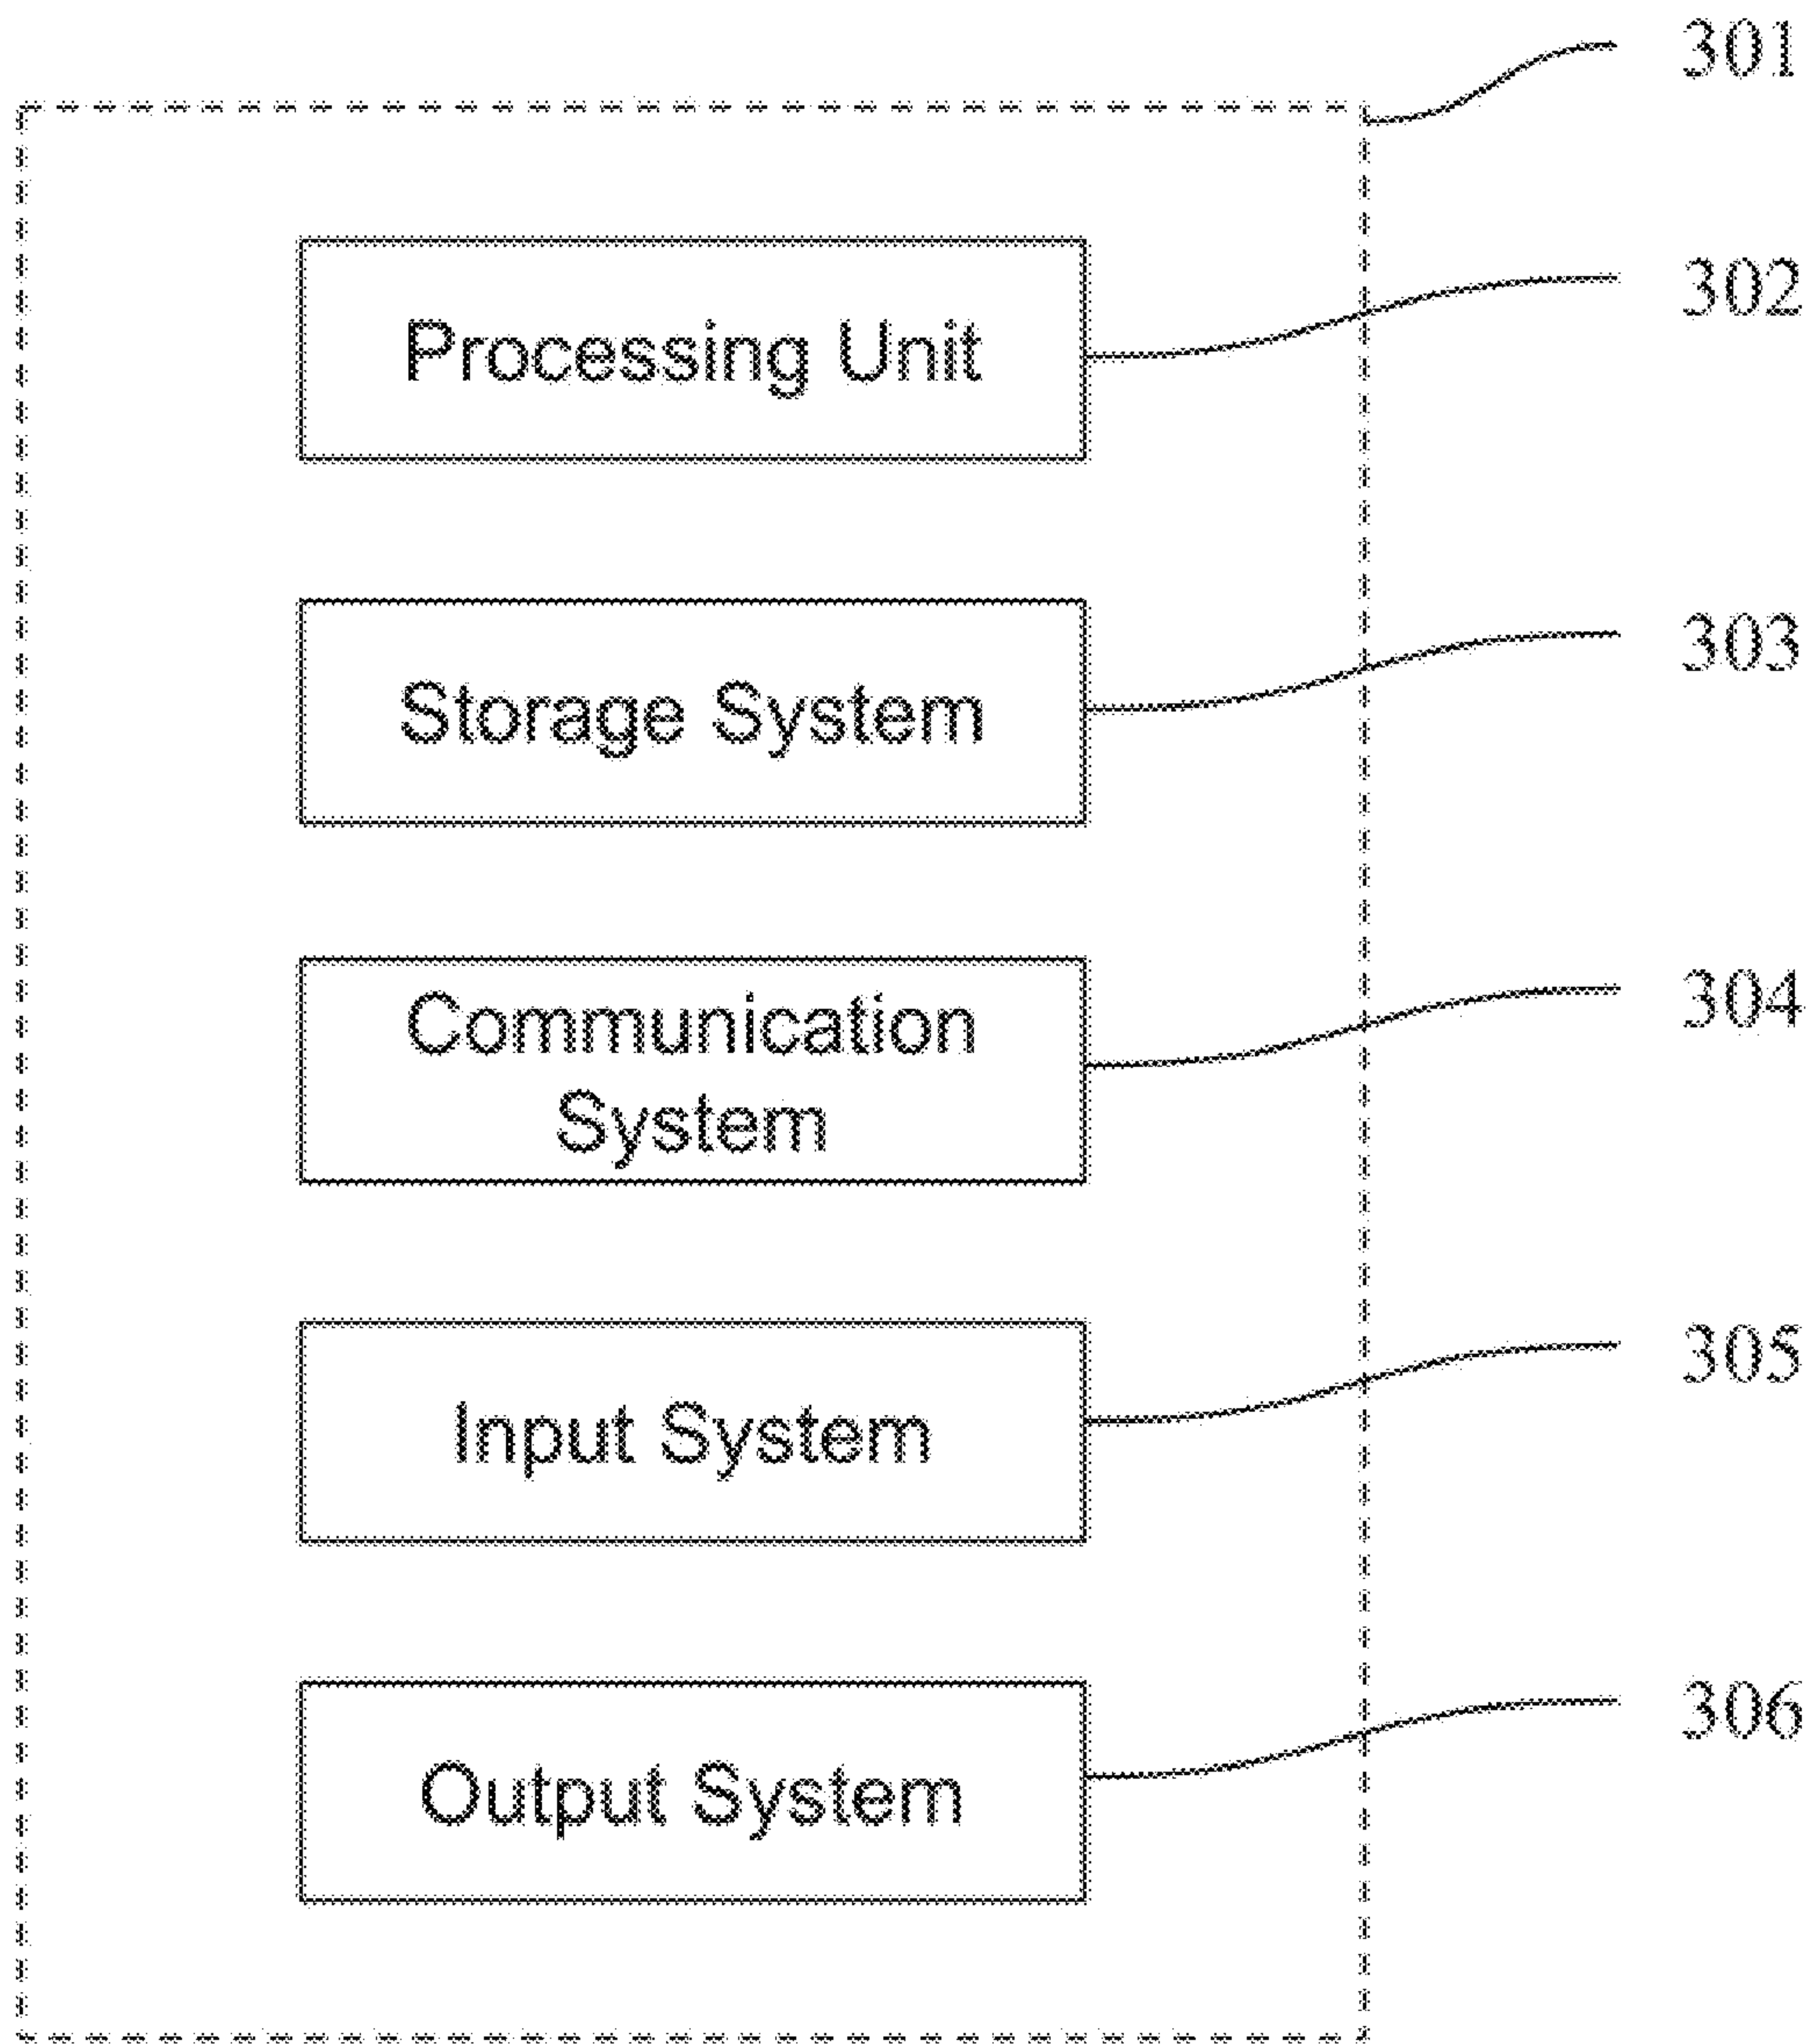 301
Processing Unit
302
Storage System
303
Communication
System
304
Input System
305
Output System
306